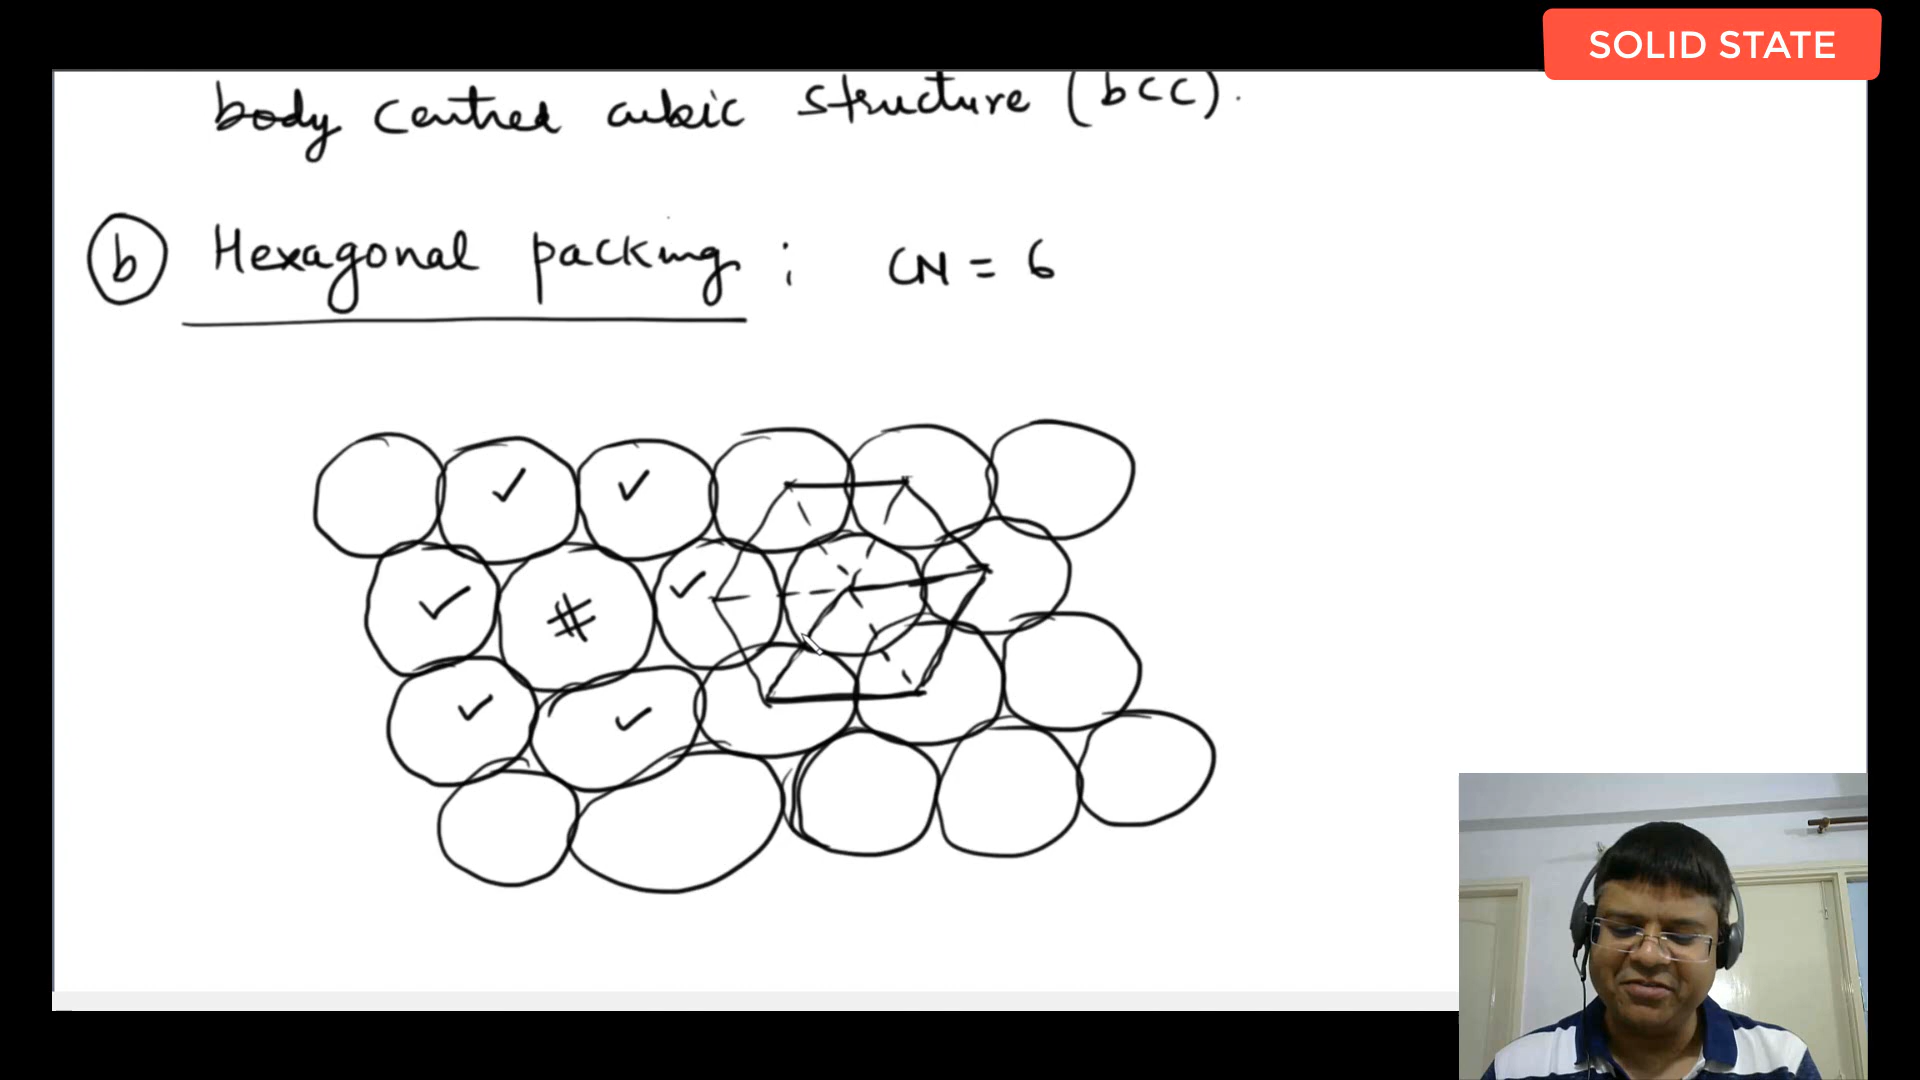 SOLID STATE
body centred cubic structure (bcc).
b Hexagonal packing : CN = 6
#